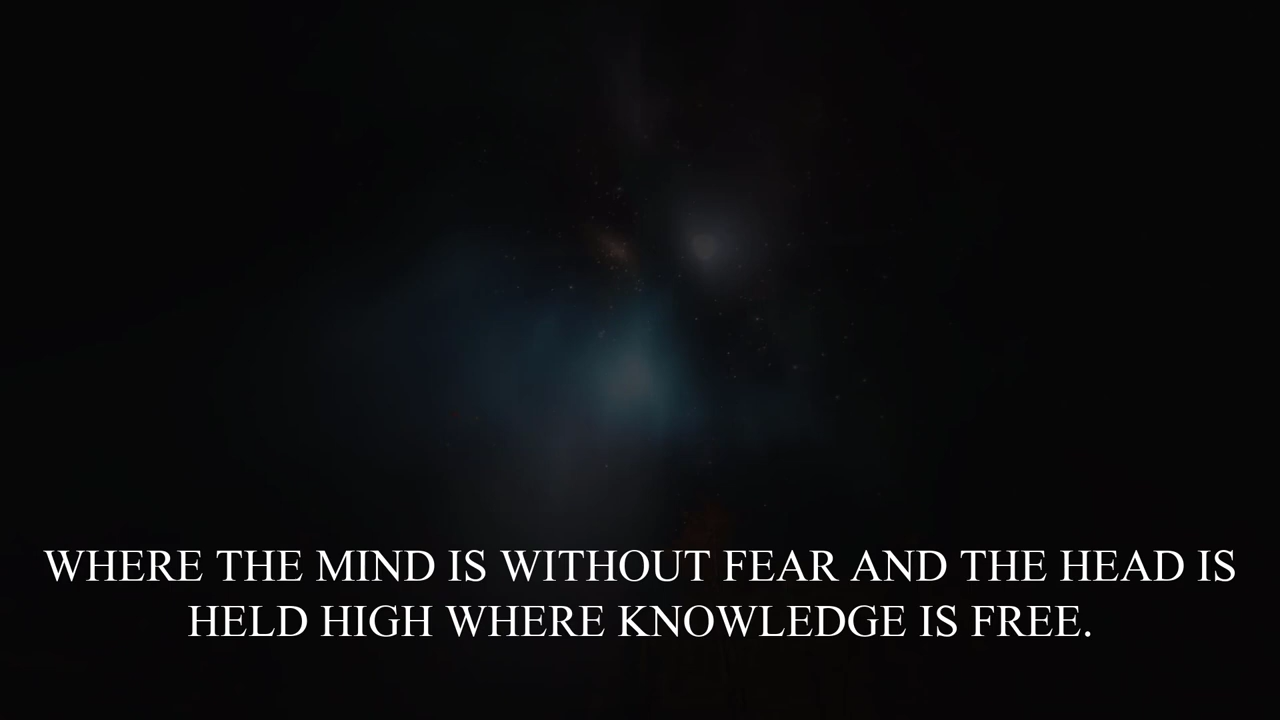 WHERE THE MIND IS WITHOUT FEAR AND THE HEAD IS
HELD HIGH WHERE KNOWLEDGE IS FREE.